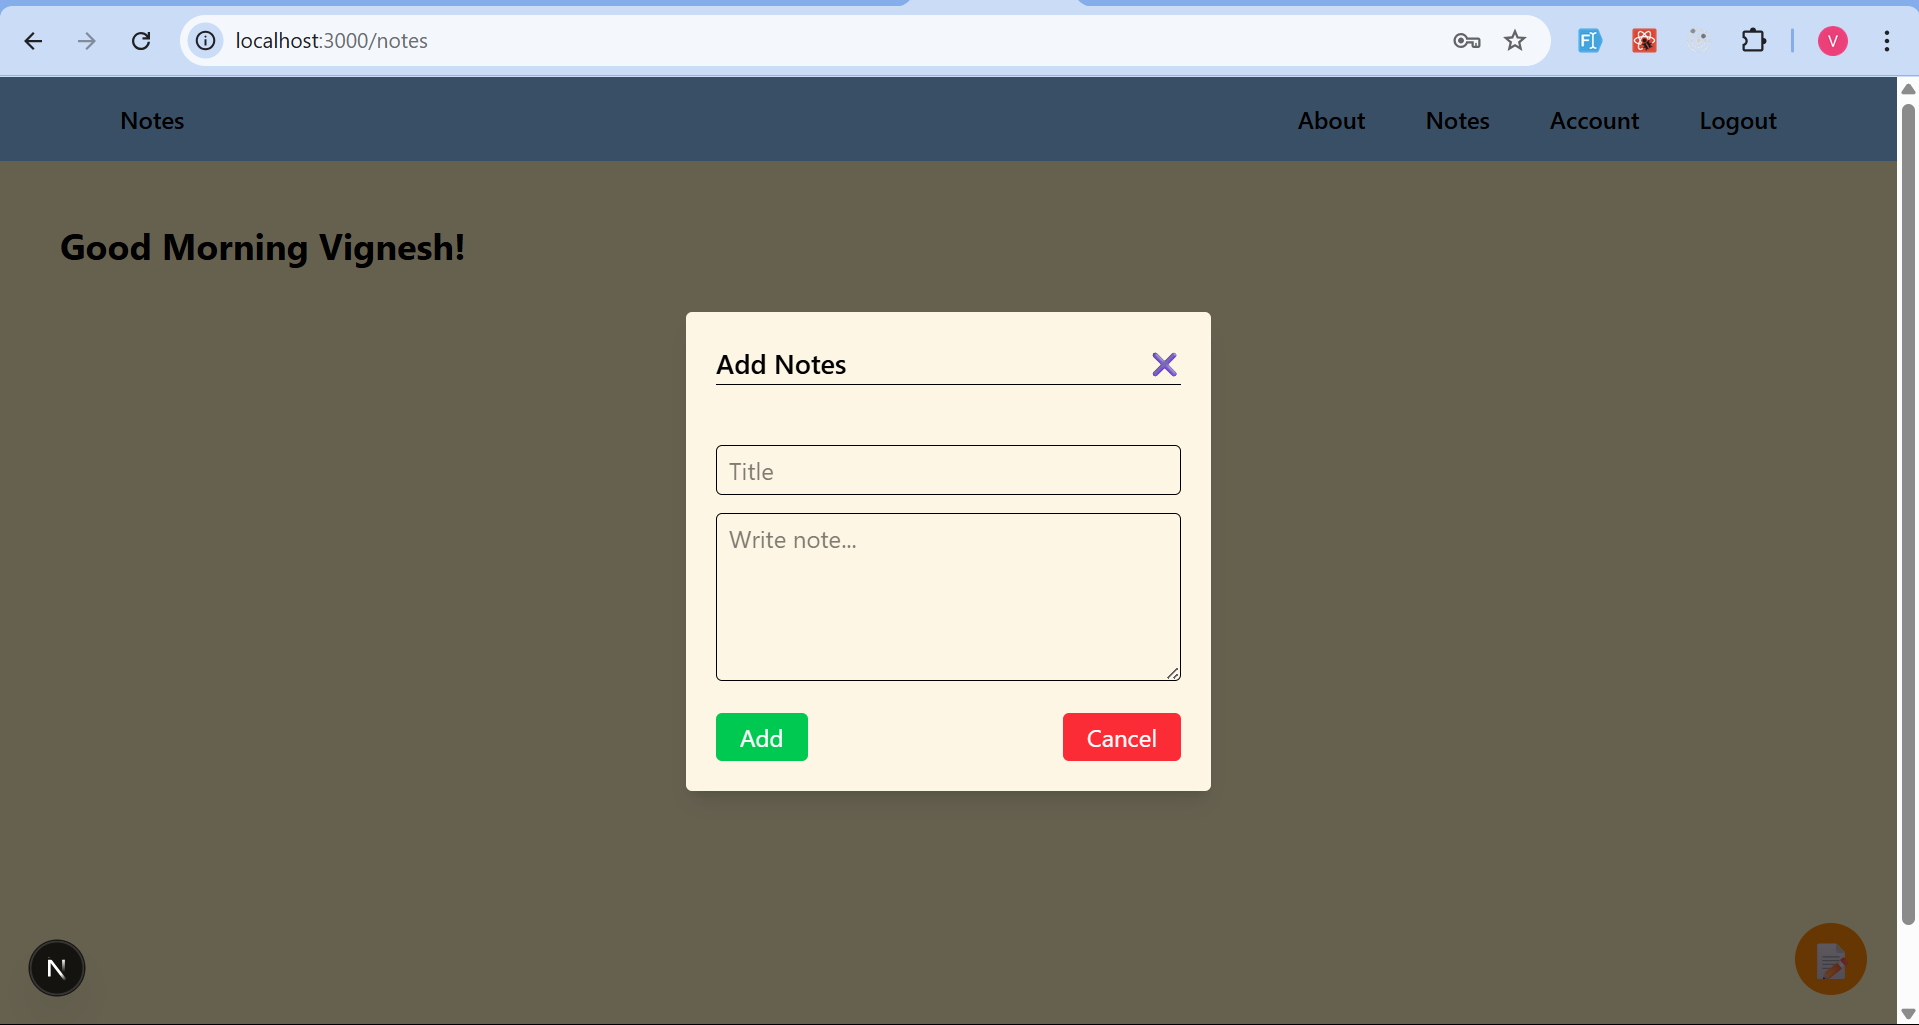 localhost:3000/notes
V
Notes
About
Notes
Account
Logout
Good Morning Vignesh!
Add Notes
Title
Write note...
Add
Cancel
N